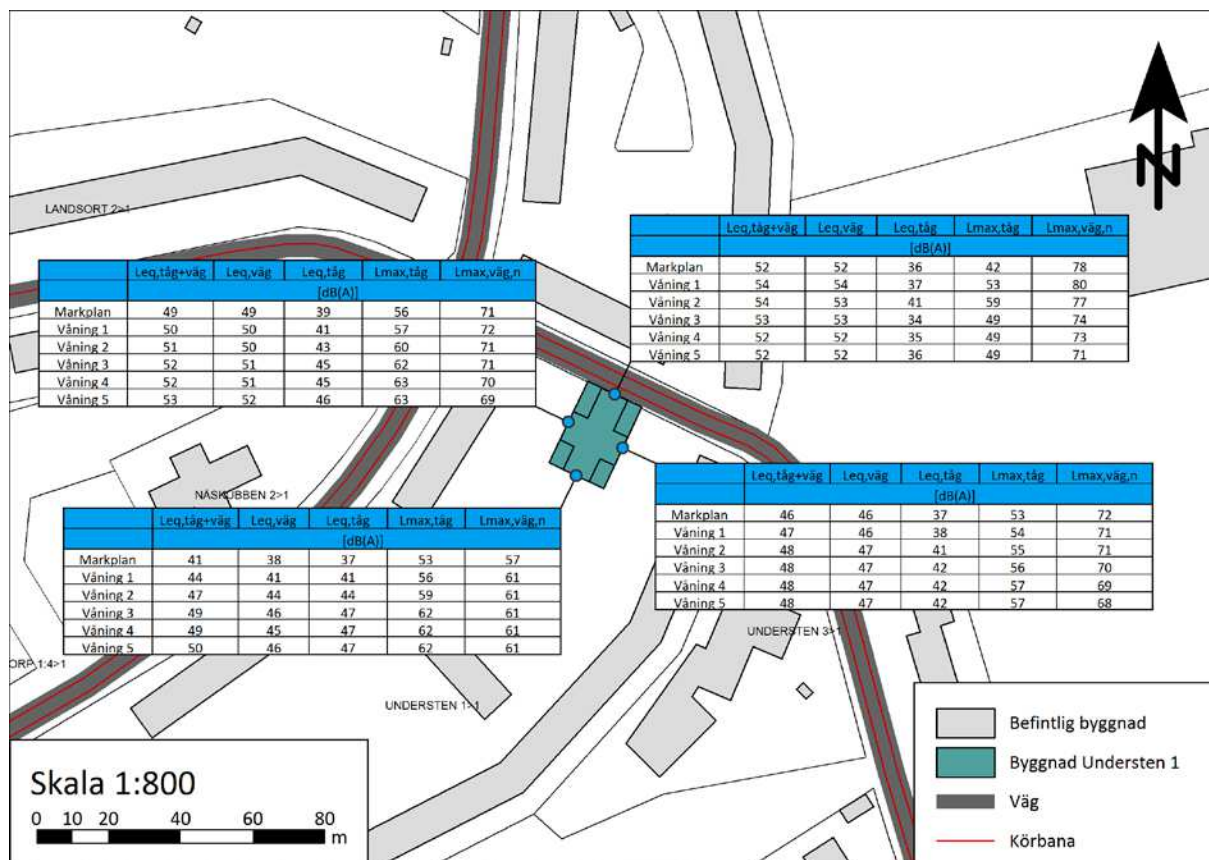 LANDSORT 2>1
Leq,tåg+väg Leq,väg Leq,tåg Lmax,tåg Lmax,väg,n
[dB(A)]
Markplan 49 49 39 56 71
Våning 1 50 50 41 57 72
Våning 2 51 50 43 60 71
Våning 3 52 51 45 62 71
Våning 4 52 51 45 63 70
Våning 5 53 52 46 63 69
Leq,tåg+väg Leq,väg Leq,tåg Lmax,tåg Lmax,väg,n
[dB(A)]
Markplan 52 52 36 42 78
Våning 1 54 54 37 53 80
Våning 2 54 53 41 59 77
Våning 3 53 53 34 49 74
Våning 4 52 52 35 49 73
Våning 5 52 52 36 49 71
N
NÄSKUBBEN 2>1
Leq,tåg+väg Leq,väg Leq,tåg Lmax,tåg Lmax,väg,n
[dB(A)]
Markplan 41 38 37 53 57
Våning 1 44 41 41 56 61
Våning 2 47 44 44 59 61
Våning 3 49 46 47 62 61
Våning 4 49 45 47 62 61
Våning 5 50 46 47 62 61
Leq,tåg+väg Leq,väg Leq,tåg Lmax,tåg Lmax,väg,n
[dB(A)]
Markplan 46 46 37 53 72
Våning 1 47 46 38 54 71
Våning 2 48 47 41 55 71
Våning 3 48 47 42 56 70
Våning 4 48 47 42 57 69
Våning 5 48 47 42 57 68
UNDERSTEN 3>1
ORP 1:4>1
UNDERSTEN 1>1
Skala 1:800
0 10 20 40 60 80
m
Befintlig byggnad
Byggnad Understen 1
Väg
Körbana